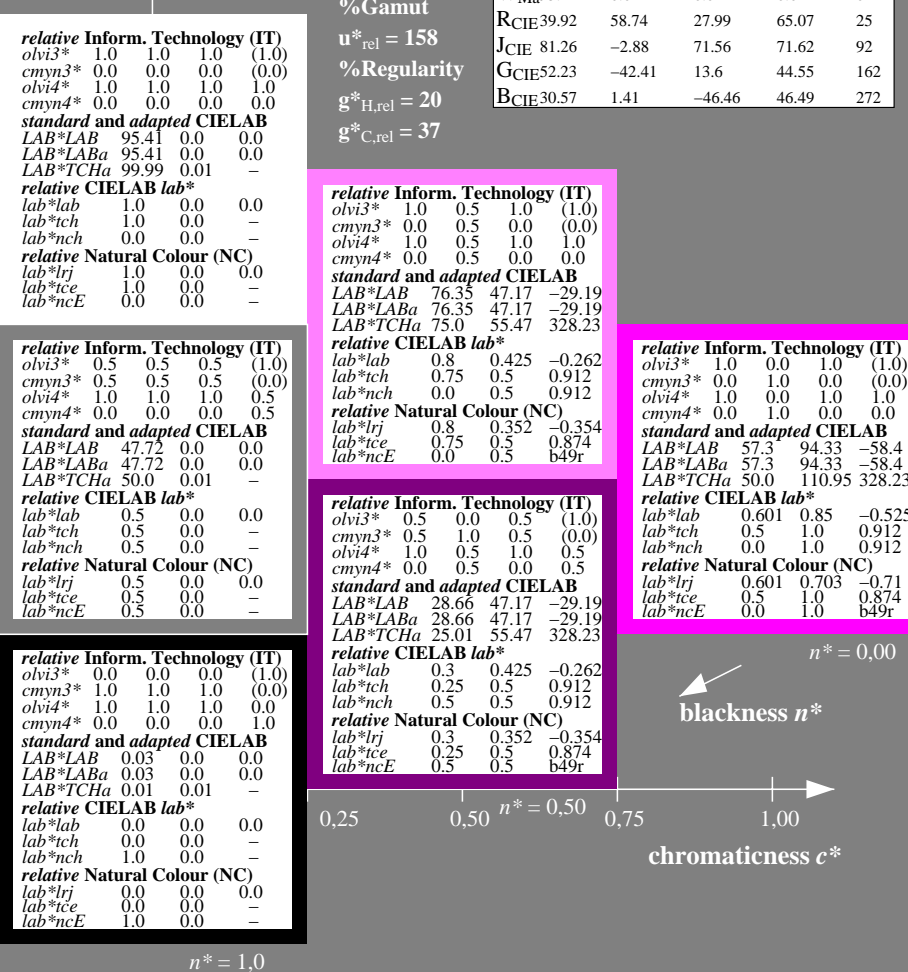 %Gamut
u*rel = 158
%Regularity
g*H,rel = 20
g*C,rel = 37
RCIE 39.92 58.74 27.99 65.07 25
JCIE 81.26 −2.88 71.56 71.62 92
GCIE 52.23 −42.41 13.6 44.55 162
BCIE 30.57 1.41 −46.46 46.49 272
relative Inform. Technology (IT)
olvi3* 1.0 1.0 1.0 (1.0)
cmyn3* 0.0 0.0 0.0 (0.0)
olvi4* 1.0 1.0 1.0 1.0
cmyn4* 0.0 0.0 0.0 0.0
standard and adapted CIELAB
LAB*LAB 95.41 0.0 0.0
LAB*LABa 95.41 0.0 0.0
LAB*TCHa 99.99 0.01 –
relative CIELAB lab*
lab*lab 1.0 0.0 0.0
lab*tch 1.0 0.0 –
lab*nch 0.0 0.0 –
relative Natural Colour (NC)
lab*lrj 1.0 0.0 0.0
lab*tce 1.0 0.0 –
lab*ncE 0.0 0.0 –
relative Inform. Technology (IT)
olvi3* 1.0 0.5 1.0 (1.0)
cmyn3* 0.0 0.5 0.0 (0.0)
olvi4* 1.0 0.5 1.0 1.0
cmyn4* 0.0 0.5 0.0 0.0
standard and adapted CIELAB
LAB*LAB 76.35 47.17 −29.19
LAB*LABa 76.35 47.17 −29.19
LAB*TCHa 75.0 55.47 328.23
relative CIELAB lab*
lab*lab 0.8 0.425 −0.262
lab*tch 0.75 0.5 0.912
lab*nch 0.0 0.5 0.912
relative Natural Colour (NC)
lab*lrj 0.8 0.352 −0.354
lab*tce 0.75 0.5 0.874
lab*ncE 0.0 0.5 b49r
relative Inform. Technology (IT)
olvi3* 0.5 0.5 0.5 (1.0)
cmyn3* 0.5 0.5 0.5 (0.0)
olvi4* 1.0 1.0 1.0 0.5
cmyn4* 0.0 0.0 0.0 0.5
standard and adapted CIELAB
LAB*LAB 47.72 0.0 0.0
LAB*LABa 47.72 0.0 0.0
LAB*TCHa 50.0 0.01 –
relative CIELAB lab*
lab*lab 0.5 0.0 0.0
lab*tch 0.5 0.0 –
lab*nch 0.5 0.0 –
relative Natural Colour (NC)
lab*lrj 0.5 0.0 0.0
lab*tce 0.5 0.0 –
lab*ncE 0.5 0.0 –
relative Inform. Technology (IT)
olvi3* 1.0 0.0 1.0 (1.0)
cmyn3* 0.0 1.0 0.0 (0.0)
olvi4* 1.0 0.0 1.0 1.0
cmyn4* 0.0 1.0 0.0 0.0
standard and adapted CIELAB
LAB*LAB 57.3 94.33 −58.4
LAB*LABa 57.3 94.33 −58.4
LAB*TCHa 50.0 110.95 328.23
relative CIELAB lab*
lab*lab 0.601 0.85 −0.525
lab*tch 0.5 1.0 0.912
lab*nch 0.0 1.0 0.912
relative Natural Colour (NC)
lab*lrj 0.601 0.703 −0.71
lab*tce 0.5 1.0 0.874
lab*ncE 0.0 1.0 b49r
relative Inform. Technology (IT)
olvi3* 0.5 0.0 0.5 (1.0)
cmyn3* 0.5 1.0 0.5 (0.0)
olvi4* 1.0 0.5 1.0 0.5
cmyn4* 0.0 0.5 0.0 0.5
standard and adapted CIELAB
LAB*LAB 28.66 47.17 −29.19
LAB*LABa 28.66 47.17 −29.19
LAB*TCHa 25.01 55.47 328.23
relative CIELAB lab*
lab*lab 0.3 0.425 −0.262
lab*tch 0.25 0.5 0.912
lab*nch 0.5 0.5 0.912
relative Natural Colour (NC)
lab*lrj 0.3 0.352 −0.354
lab*tce 0.25 0.5 0.874
lab*ncE 0.5 0.5 b49r
relative Inform. Technology (IT)
olvi3* 0.0 0.0 0.0 (1.0)
cmyn3* 1.0 1.0 1.0 (0.0)
olvi4* 1.0 1.0 1.0 0.0
cmyn4* 0.0 0.0 0.0 1.0
standard and adapted CIELAB
LAB*LAB 0.03 0.0 0.0
LAB*LABa 0.03 0.0 0.0
LAB*TCHa 0.01 0.01 –
relative CIELAB lab*
lab*lab 0.0 0.0 0.0
lab*tch 0.0 0.0 –
lab*nch 1.0 0.0 –
relative Natural Colour (NC)
lab*lrj 0.0 0.0 0.0
lab*tce 0.0 0.0 –
lab*ncE 1.0 0.0 –
n* = 0,00
blackness n*
n* = 0,50
0,25 0,50 0,75 1,00
chromaticness c*
n* = 1,0